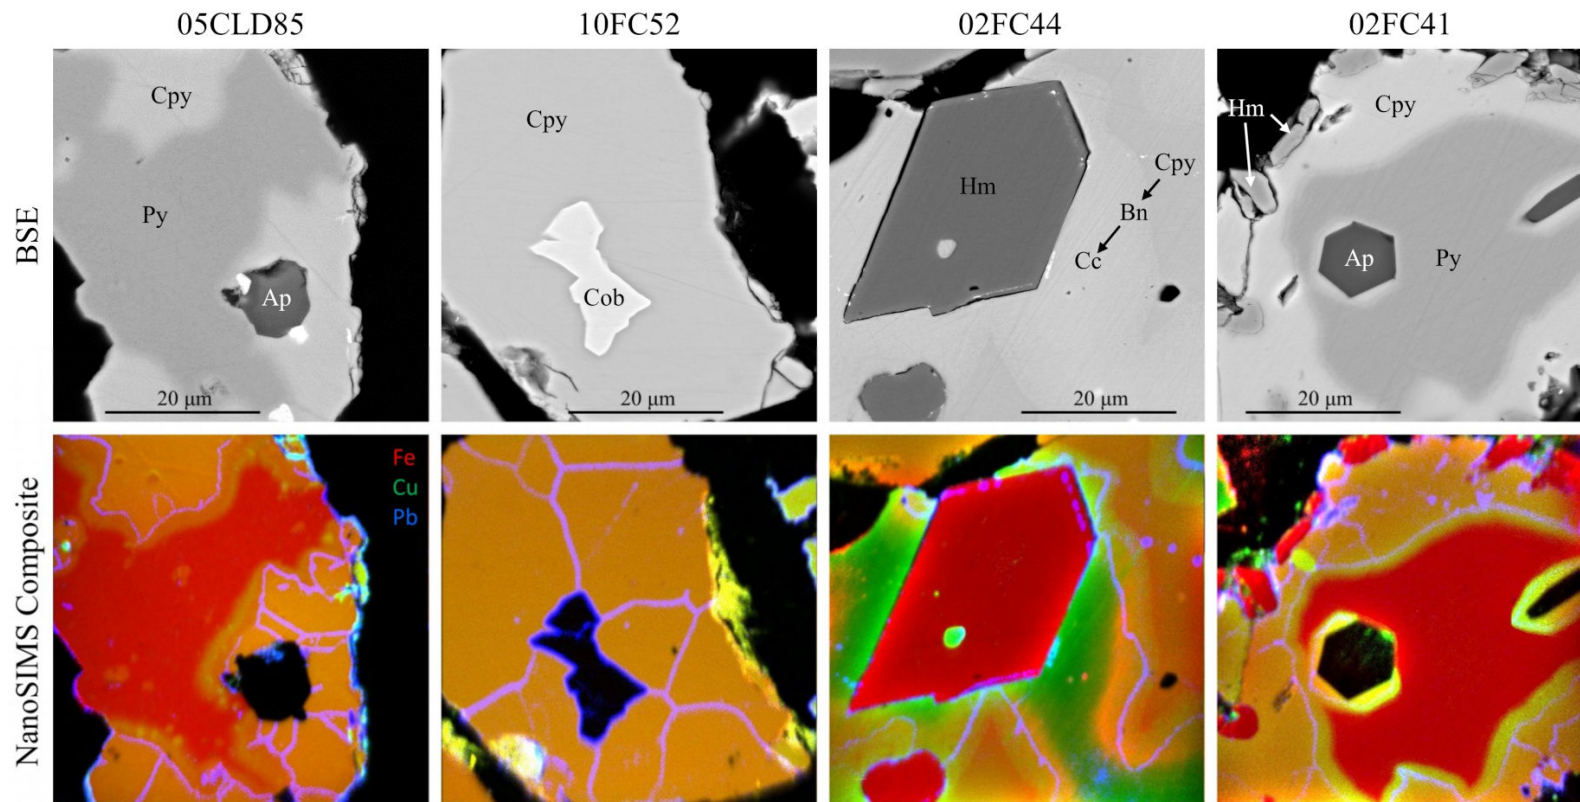 05CLD85
10FC52
02FC44
02FC41
BSE
Cpy
Py
Ap
20 μm
Cpy
Cob
20 μm
Hm
Cpy
Bn
Cc
20 μm
Hm
Cpy
Ap
Py
20 μm
NanoSIMS Composite
Fe
Cu
Pb